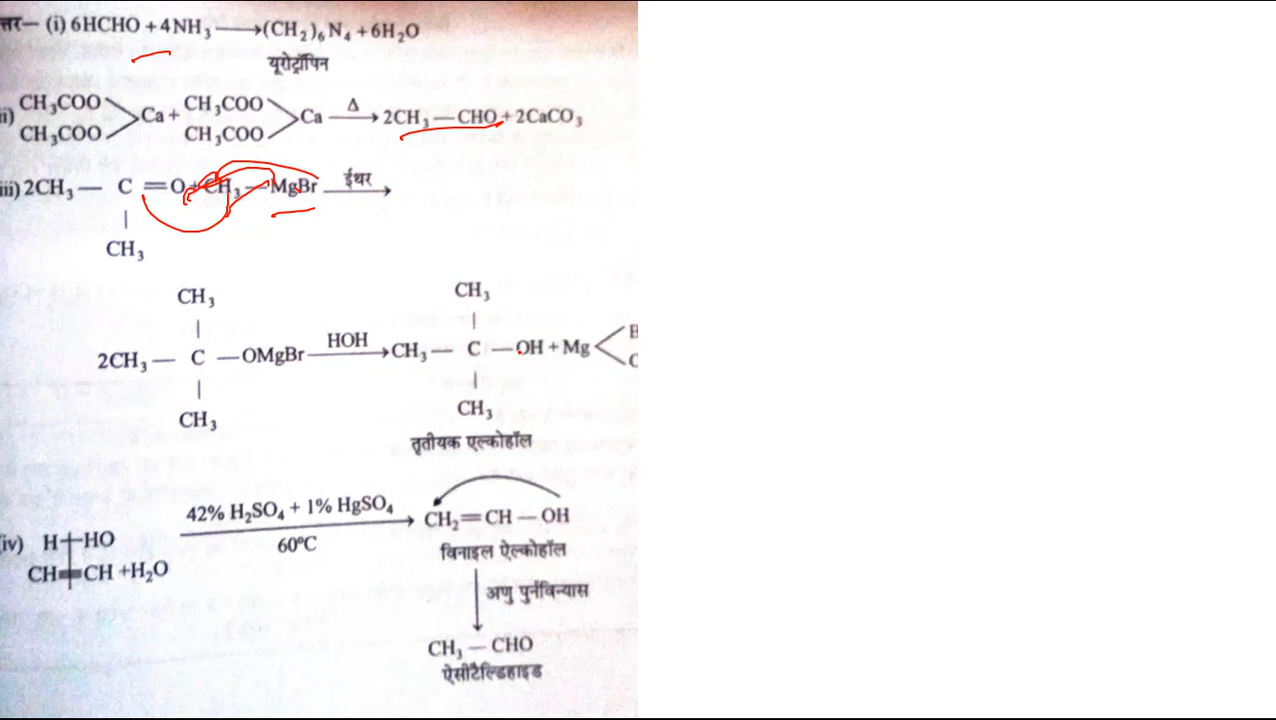 त्तर— (i) 6HCHO + 4NH₃ ⟶ (CH₂)₆N₄ + 6H₂O
यूरोट्रॉपिन
ii) CH₃COO CH₃COO Ca + CH₃COO CH₃COO Ca Δ ⟶ 2CH₃ — CHO + 2CaCO₃
iii) 2CH₃ — C = O + CH₃ — MgBr ईथर ⟶
|
CH₃
CH₃ CH₃
| |
2CH₃ — C — OMgBr HOH ⟶ CH₃ — C — OH + Mg
| |
CH₃ CH₃
तृतीयक एल्कोहॉल
42% H₂SO₄ + 1% HgSO₄
60°C
CH₂=CH — OH
विनाइल ऐल्कोहॉल
(iv) H HO
CH≡CH + H₂O
अणु पुर्नविन्यास
CH₃ — CHO
ऐसीटैल्डिहाइड